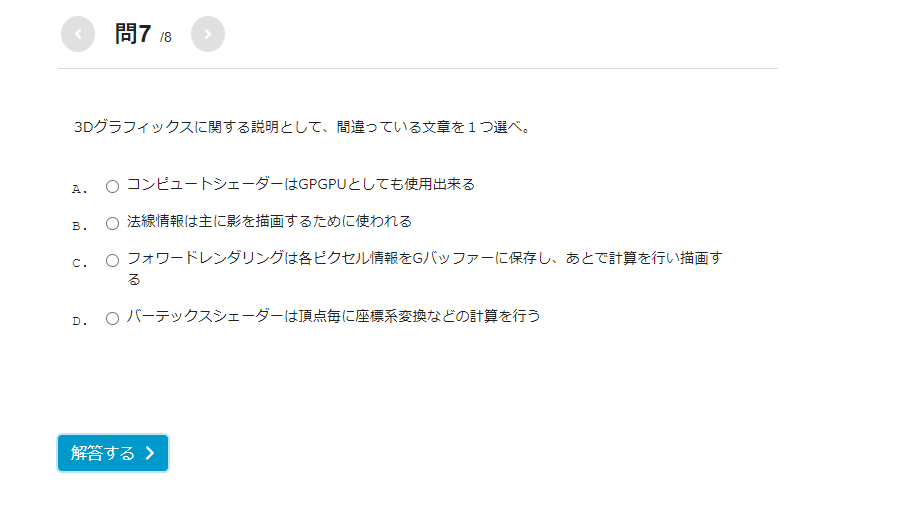 問7 /8
3Dグラフィックスに関する説明として、間違っている文章を１つ選べ。
A. コンピュートシェーダーはGPGPUとしても使用出来る
B. 法線情報は主に影を描画するために使われる
C. フォワードレンダリングは各ピクセル情報をGバッファーに保存し、あとで計算を行い描画す
る
D. バーテックスシェーダーは頂点毎に座標系変換などの計算を行う
解答する